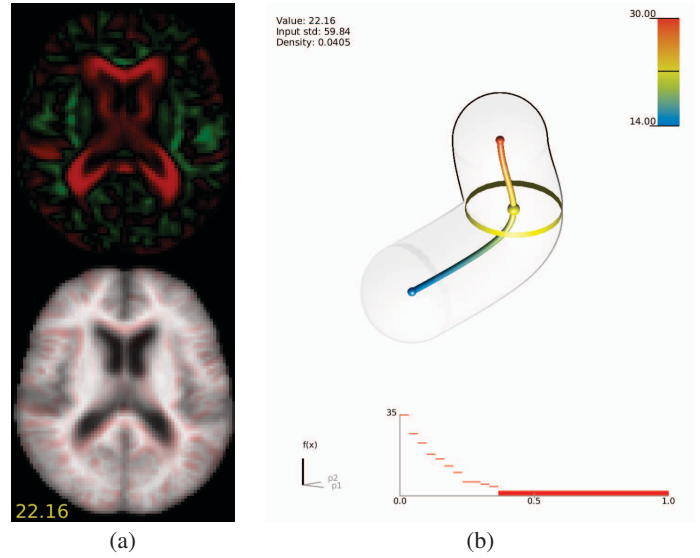 Value: 22.16
Input std: 59.84
Density: 0.0405
30.00
14.00
22.16
35
f(x)
p2
p1
0.0
0.5
1.0
(a)
(b)